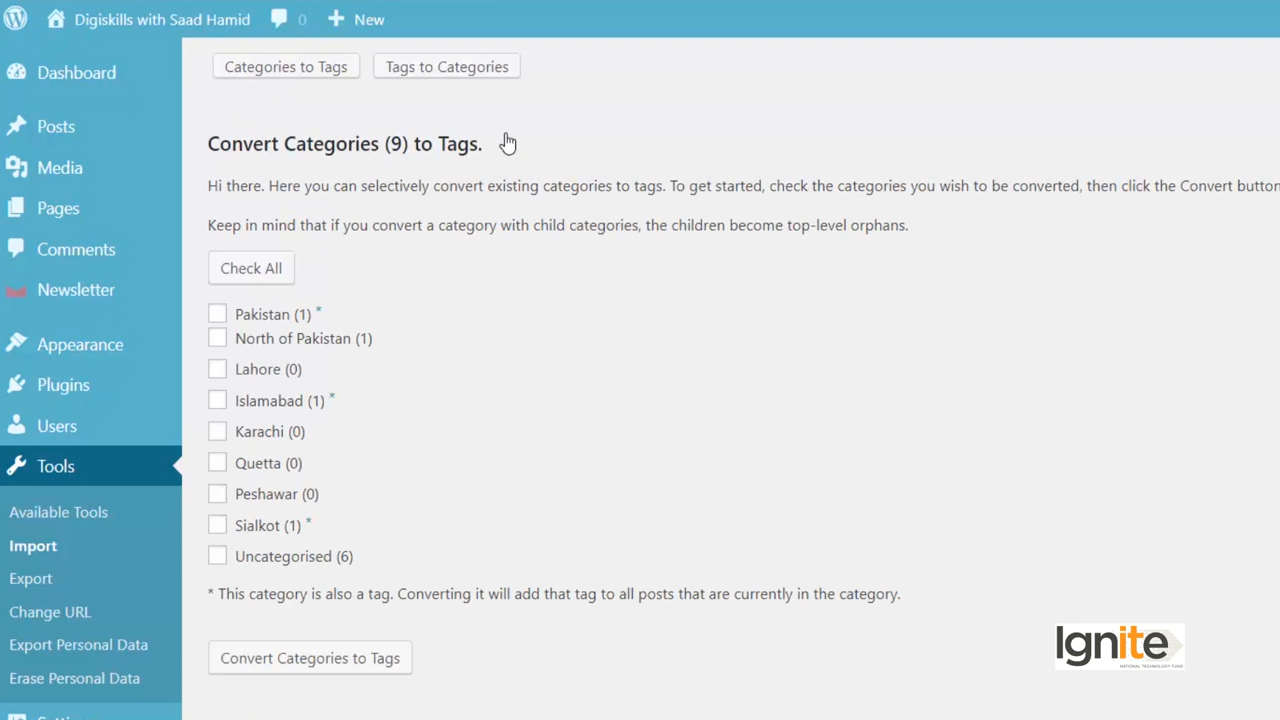 Digiskills with Saad Hamid 0 New
Dashboard
Posts
Media
Pages
Comments
Newsletter
Appearance
Plugins
Users
Tools
Available Tools
Import
Export
Change URL
Export Personal Data
Erase Personal Data
Categories to Tags Tags to Categories
Convert Categories (9) to Tags.
Hi there. Here you can selectively convert existing categories to tags. To get started, check the categories you wish to be converted, then click the Convert button
Keep in mind that if you convert a category with child categories, the children become top-level orphans.
Check All
Pakistan (1) *
North of Pakistan (1)
Lahore (0)
Islamabad (1) *
Karachi (0)
Quetta (0)
Peshawar (0)
Sialkot (1) *
Uncategorised (6)
* This category is also a tag. Converting it will add that tag to all posts that are currently in the category.
Convert Categories to Tags
Ignite
NATIONAL TECHNOLOGY FUND